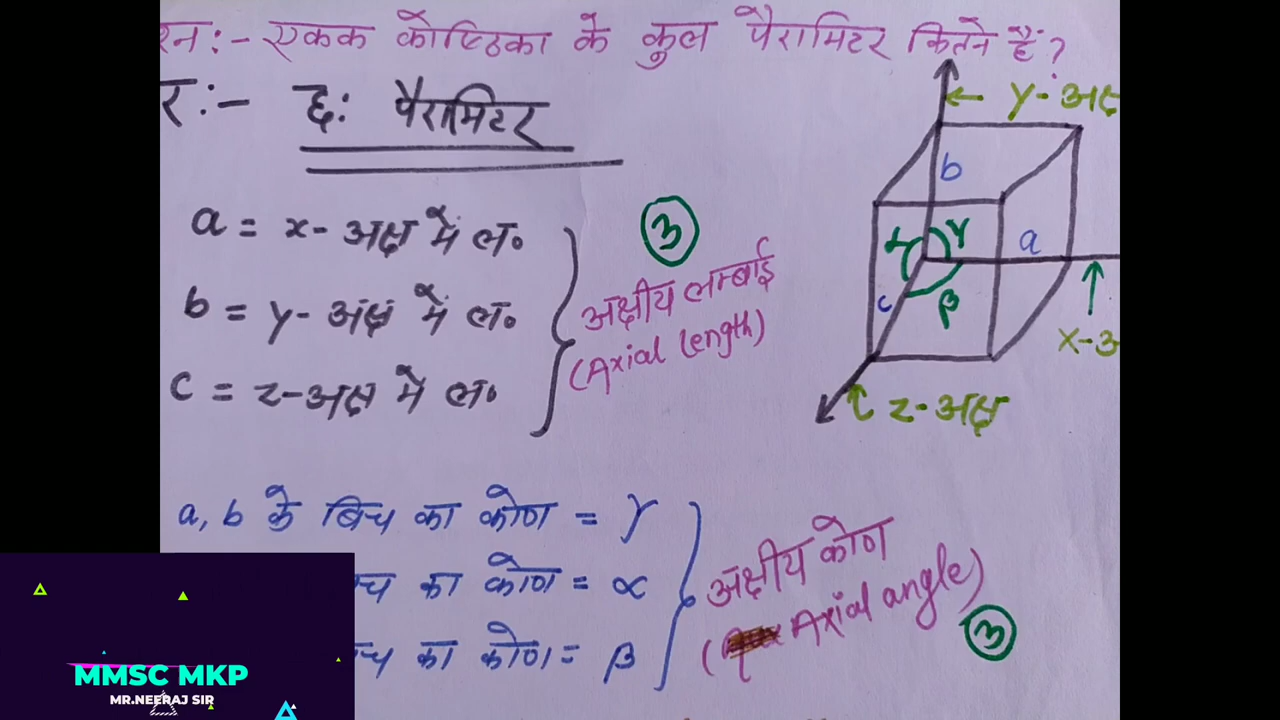 रन:- एकक कोष्ठिका के कुल पैरामिटर कितने हैं?
र:- छः पैरामिटर
a = x- अक्ष में ल०
b = y- अक्ष में ल०
c = z-अक्ष में ल०
③
अक्षीय लम्बाई
(Axial length)
← y-अक्ष
b
α
γ
a
c
β
x-अ
z-अक्ष
a, b के बिच का कोण = γ
च का कोण = α
च का कोण = β
अक्षीय कोण
(Axial angle)
③
MMSC MKP
MR.NEERAJ SIR